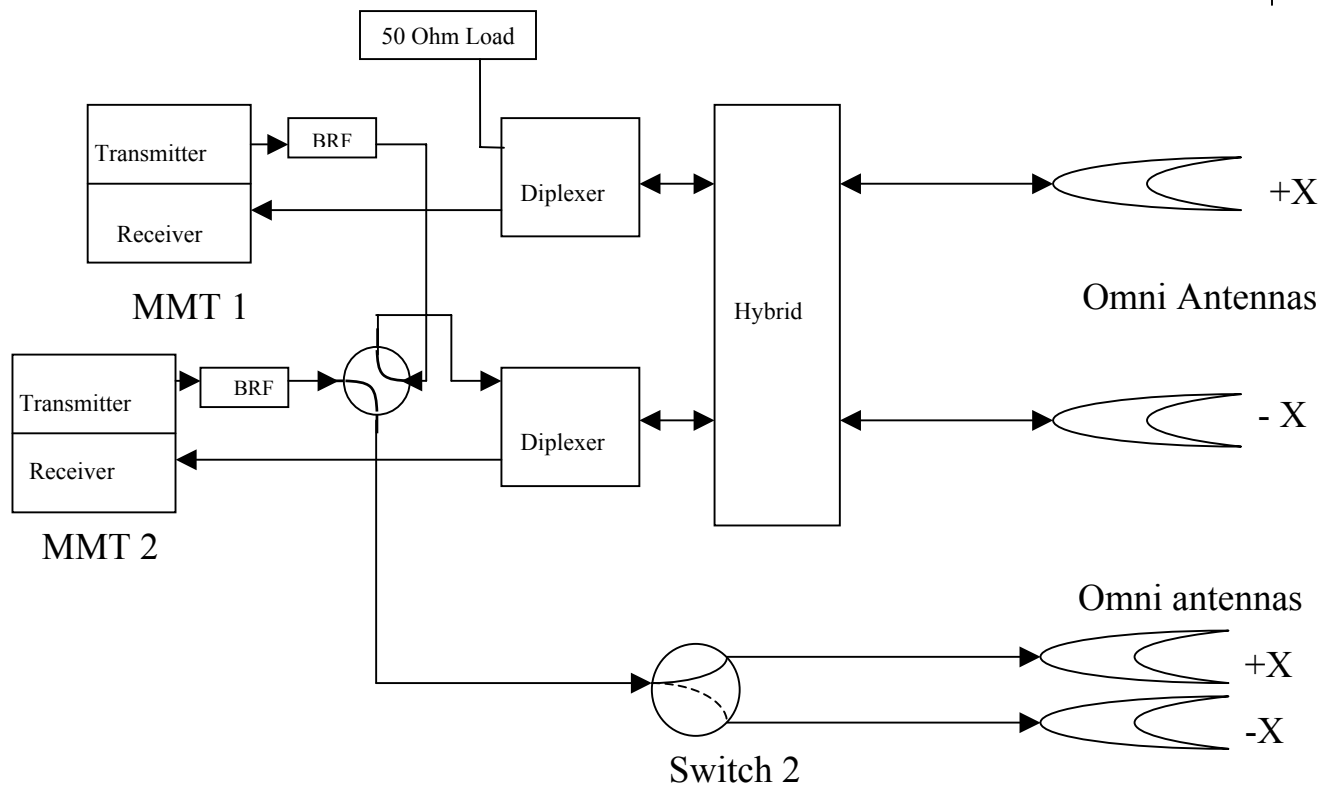 50 Ohm Load
BRF
Transmitter
Receiver
MMT 1
Diplexer
+X
Omni Antennas
Hybrid
BRF
Transmitter
Receiver
MMT 2
Diplexer
- X
Omni antennas
+X
-X
Switch 2